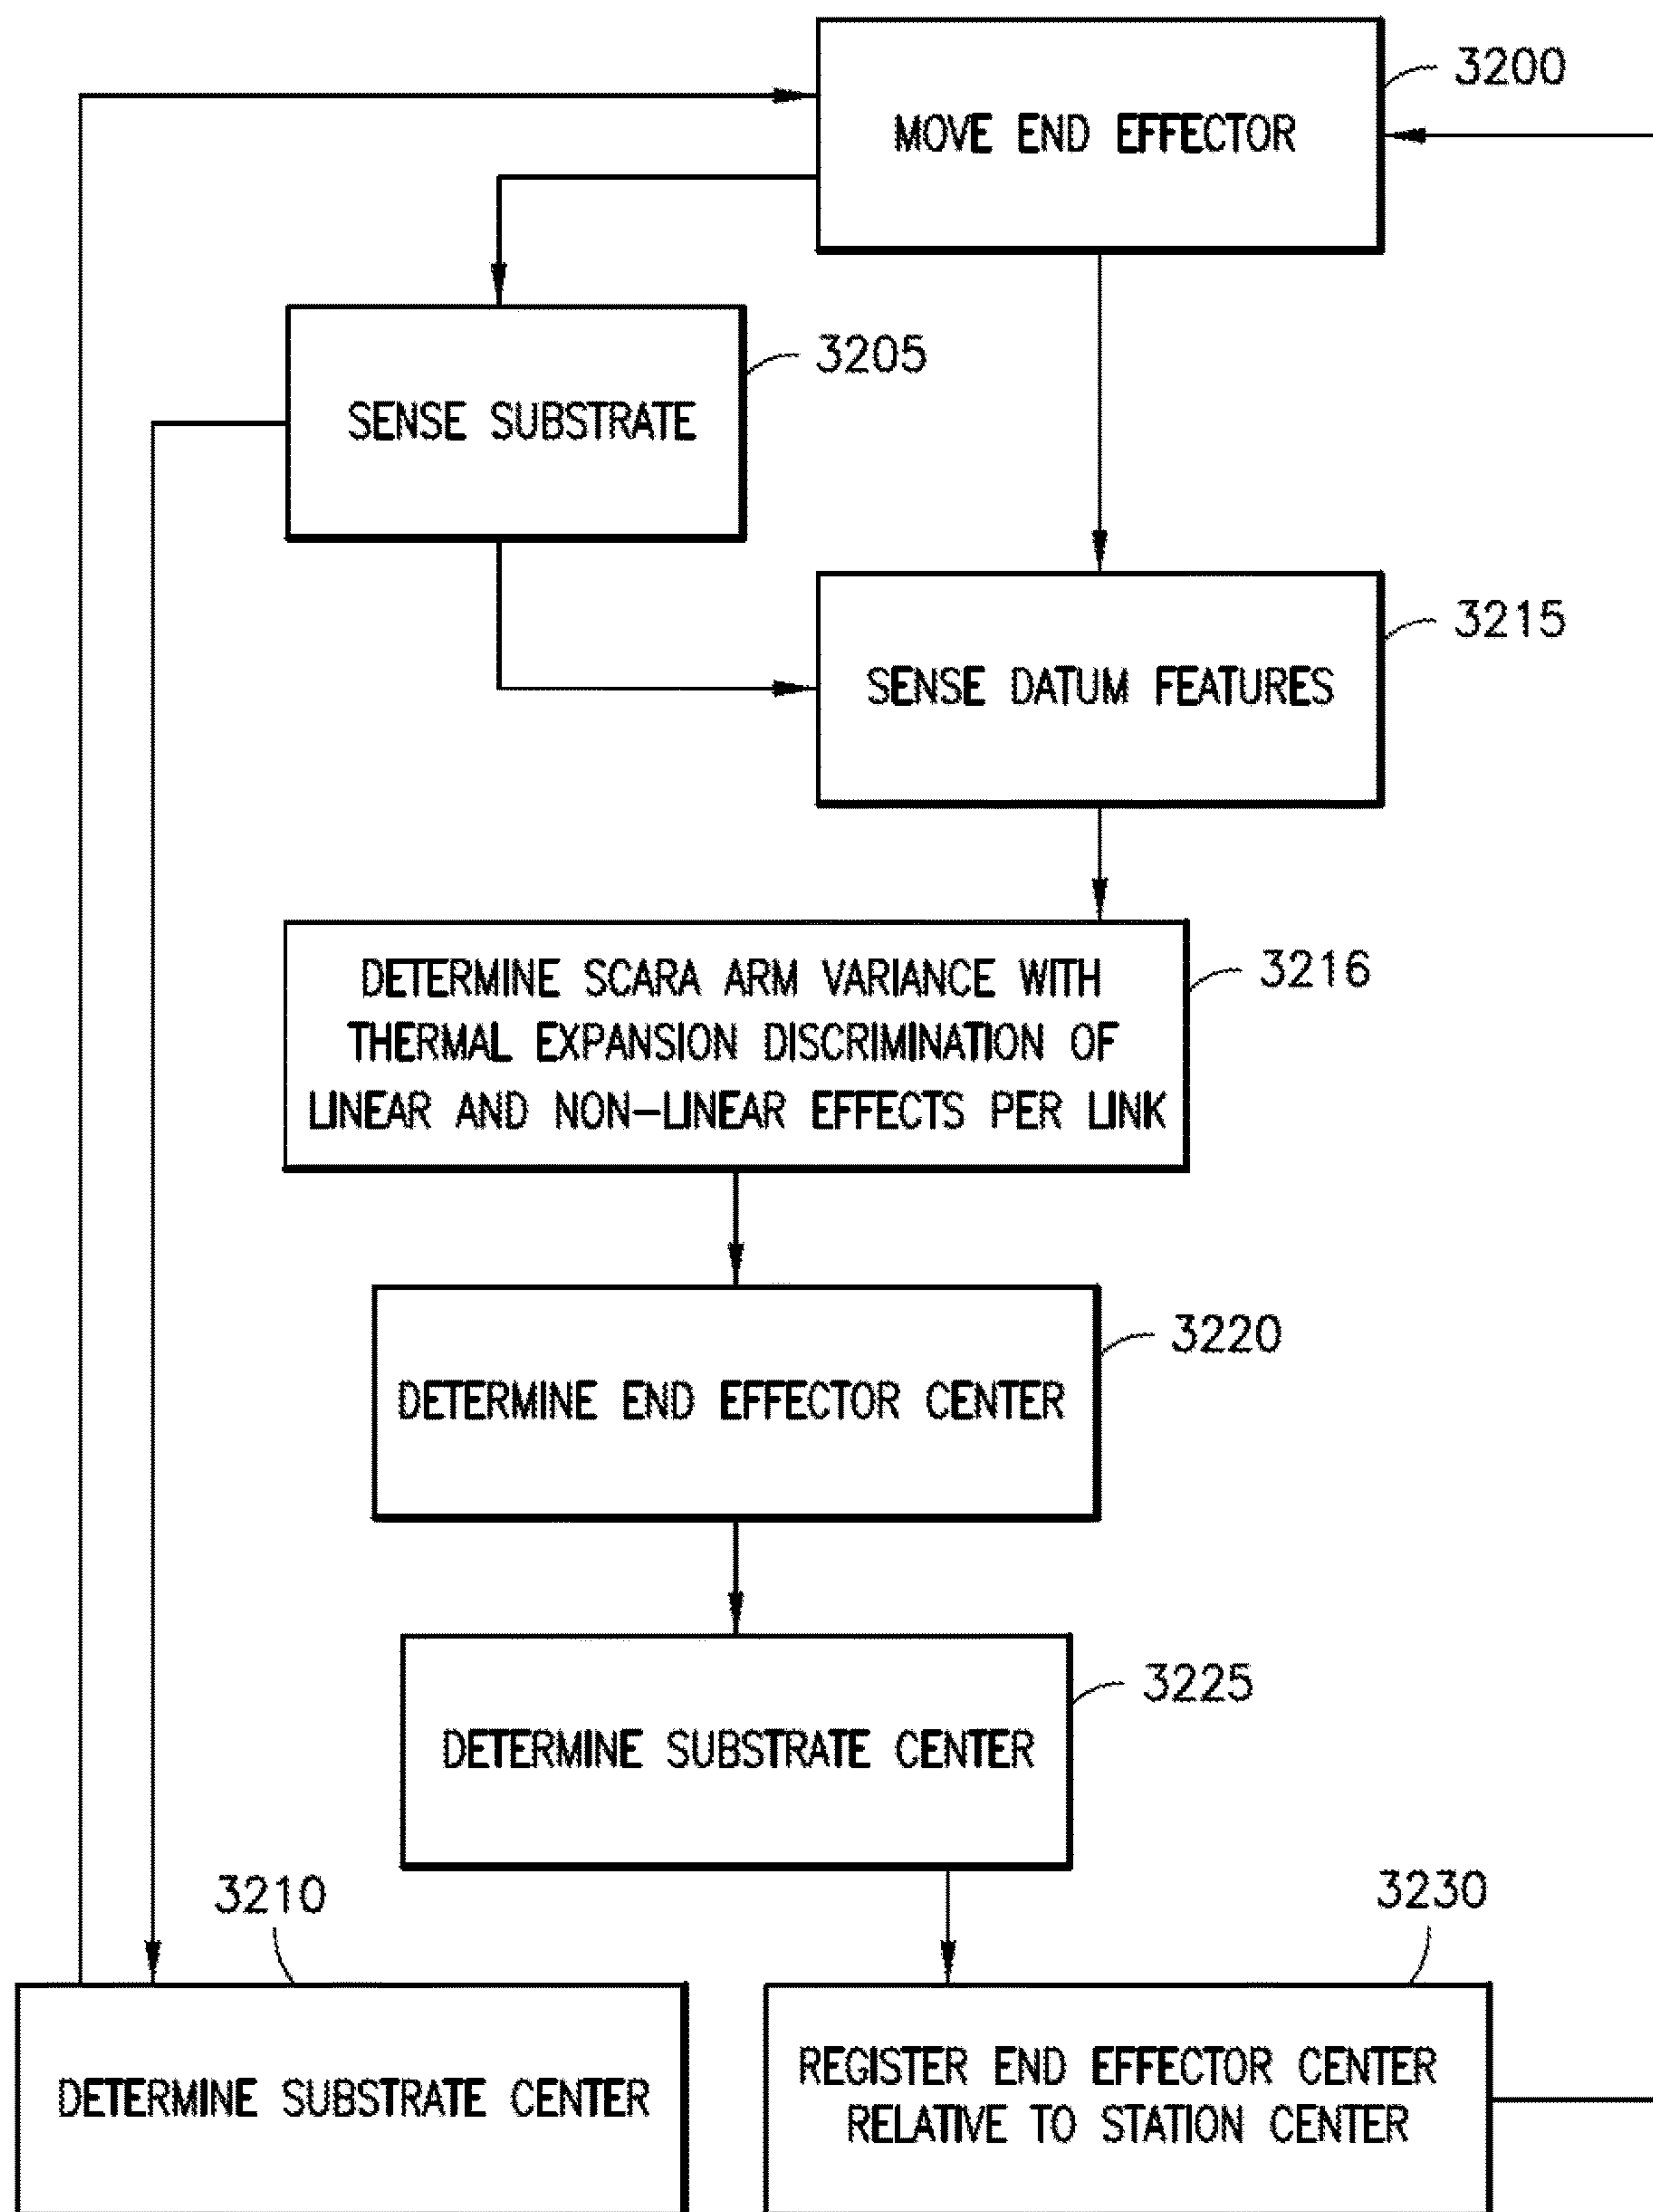 3200
MOVE END EFFECTOR
3205
SENSE SUBSTRATE
3215
SENSE DATUM FEATURES
3216
DETERMINE SCARA ARM VARIANCE WITH
THERMAL EXPANSION DISCRIMINATION OF
LINEAR AND NON-LINEAR EFFECTS PER LINK
3220
DETERMINE END EFFECTOR CENTER
3225
DETERMINE SUBSTRATE CENTER
3210
DETERMINE SUBSTRATE CENTER
3230
REGISTER END EFFECTOR CENTER
RELATIVE TO STATION CENTER